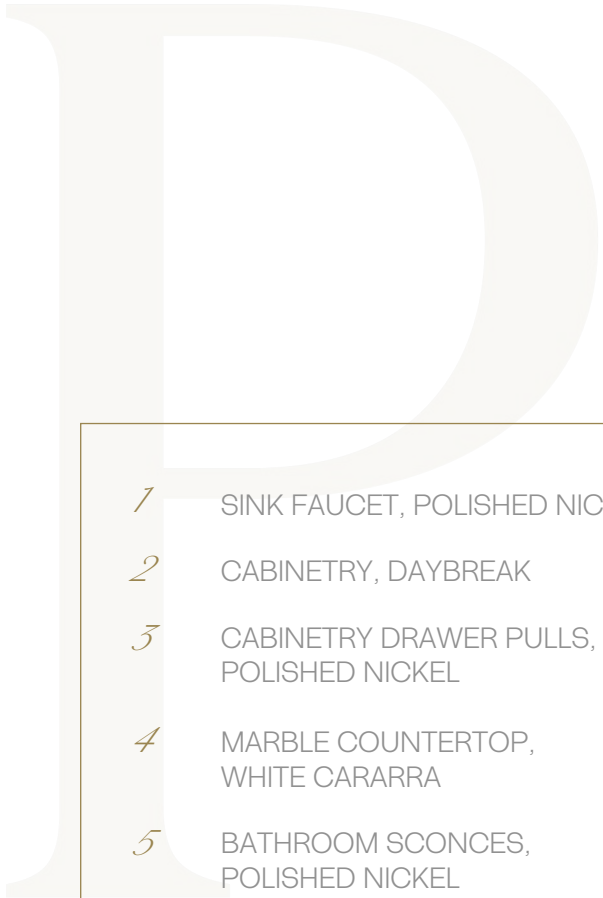 P
1 SINK FAUCET, POLISHED NIC
2 CABINETRY, DAYBREAK
3 CABINETRY DRAWER PULLS,
POLISHED NICKEL
4 MARBLE COUNTERTOP,
WHITE CARARRA
5 BATHROOM SCONCES,
POLISHED NICKEL